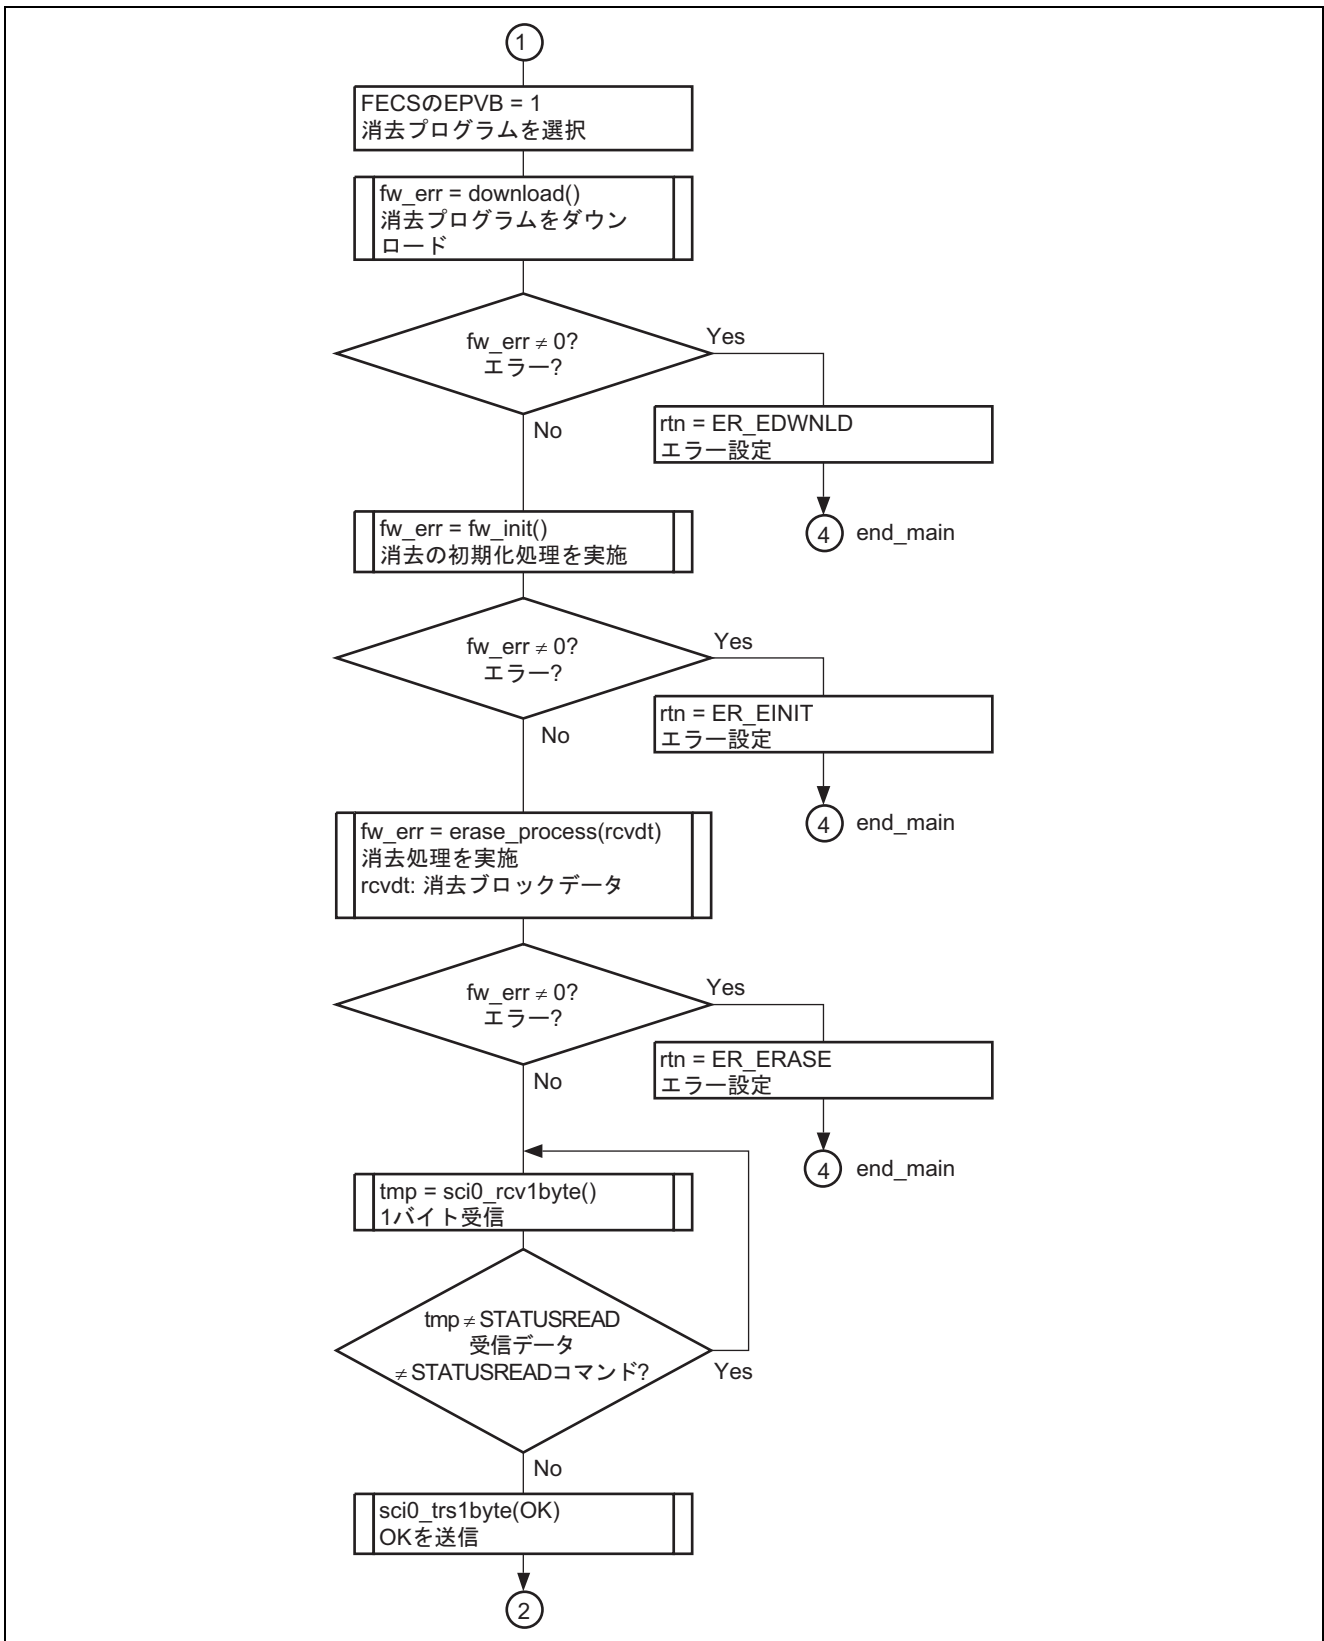 1
FECSのEPVB = 1
消去プログラムを選択
fw_err = download()
消去プログラムをダウン
ロード
fw_err ≠ 0?
エラー?
Yes
No
rtn = ER_EDWNLD
エラー設定
4 end_main
fw_err = fw_init()
消去の初期化処理を実施
fw_err ≠ 0?
エラー?
Yes
No
rtn = ER_EINIT
エラー設定
4 end_main
fw_err = erase_process(rcvdt)
消去処理を実施
rcvdt: 消去ブロックデータ
fw_err ≠ 0?
エラー?
Yes
No
rtn = ER_ERASE
エラー設定
4 end_main
tmp = sci0_rcv1byte()
1バイト受信
tmp ≠ STATUSREAD
受信データ
≠ STATUSREADコマンド?
Yes
No
sci0_trs1byte(OK)
OKを送信
2